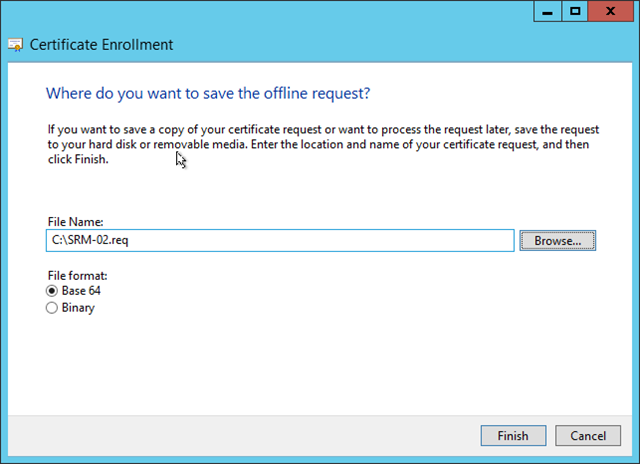 Certificate Enrollment
Where do you want to save the offline request?
If you want to save a copy of your certificate request or want to process the request later, save the request
to your hard disk or removable media. Enter the location and name of your certificate request, and then
click Finish.
File Name:
C:\SRM-02.req
Browse...
File format:
Base 64
Binary
Finish
Cancel